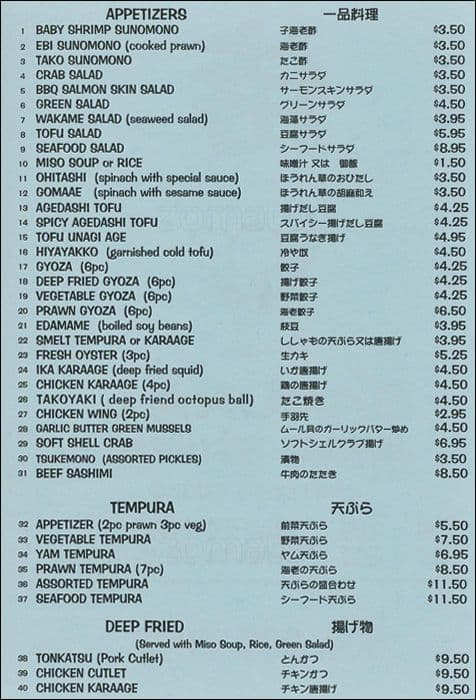 APPETIZERS 一品料理
1 BABY SHRIMP SUNOMONO 子海老酢 $3.50
2 EBI SUNOMONO (cooked prawn) 海老酢 $3.50
3 TAKO SUNOMONO たこ酢 $3.50
4 CRAB SALAD カニサラダ $3.50
5 BBQ SALMON SKIN SALAD サーモンスキンサラダ $3.50
6 GREEN SALAD グリーンサラダ $4.50
7 WAKAME SALAD (seaweed salad) 海藻サラダ $3.95
8 TOFU SALAD 豆腐サラダ $5.95
9 SEAFOOD SALAD シーフードサラダ $8.95
10 MISO SOUP or RICE 味噌汁 又は 御飯 $1.50
11 OHITASHI (spinach with special sauce) ほうれん草のおひたし $3.50
12 GOMAAE (spinach with sesame sauce) ほうれん草の胡麻和え $3.50
13 AGEDASHI TOFU 揚げだし豆腐 $4.25
14 SPICY AGEDASHI TOFU スパイシー揚げだし豆腐 $4.25
15 TOFU UNAGI AGE 豆腐うなぎ揚げ $4.95
16 HIYAYAKKO (garnished cold tofu) 冷や奴 $4.50
17 GYOZA (6pc) 餃子 $4.25
18 DEEP FRIED GYOZA (6pc) 揚げ餃子 $4.25
19 VEGETABLE GYOZA (6pc) 野菜餃子 $4.25
20 PRAWN GYOZA (6pc) 海老餃子 $6.50
21 EDAMAME (boiled soy beans) 枝豆 $3.95
22 SMELT TEMPURA or KARAAGE ししゃもの天ぷら又は唐揚げ $3.95
23 FRESH OYSTER (3pc) 生カキ $5.25
24 IKA KARAAGE (deep fried squid) いか唐揚げ $4.50
25 CHICKEN KARAAGE (4pc) 鶏の唐揚げ $4.50
26 TAKOYAKI ( deep friend octopus ball) たこ焼き $4.50
27 CHICKEN WING (2pc) 手羽先 $2.95
28 GARLIC BUTTER GREEN MUSSELS ムール貝のガーリックバター炒め $4.50
29 SOFT SHELL CRAB ソフトシェルクラブ揚げ $6.95
30 TSUKEMONO (ASSORTED PICKLES) 漬物 $3.50
31 BEEF SASHIMI 牛肉のたたき $8.50
TEMPURA 天ぷら
32 APPETIZER (2pc prawn 3pc veg) 前菜天ぷら $5.50
33 VEGETABLE TEMPURA 野菜天ぷら $7.50
34 YAM TEMPURA ヤム天ぷら $6.95
35 PRAWN TEMPURA (7pc) 海老の天ぷら $8.50
36 ASSORTED TEMPURA 天ぷらの盛合わせ $11.50
37 SEAFOOD TEMPURA シーフード天ぷら $11.50
DEEP FRIED 揚げ物
(Served with Miso Soup, Rice, Green Salad)
38 TONKATSU (Pork Cutlet) とんかつ $9.50
39 CHICKEN CUTLET チキンかつ $9.50
40 CHICKEN KARAAGE チキン唐揚げ $9.50